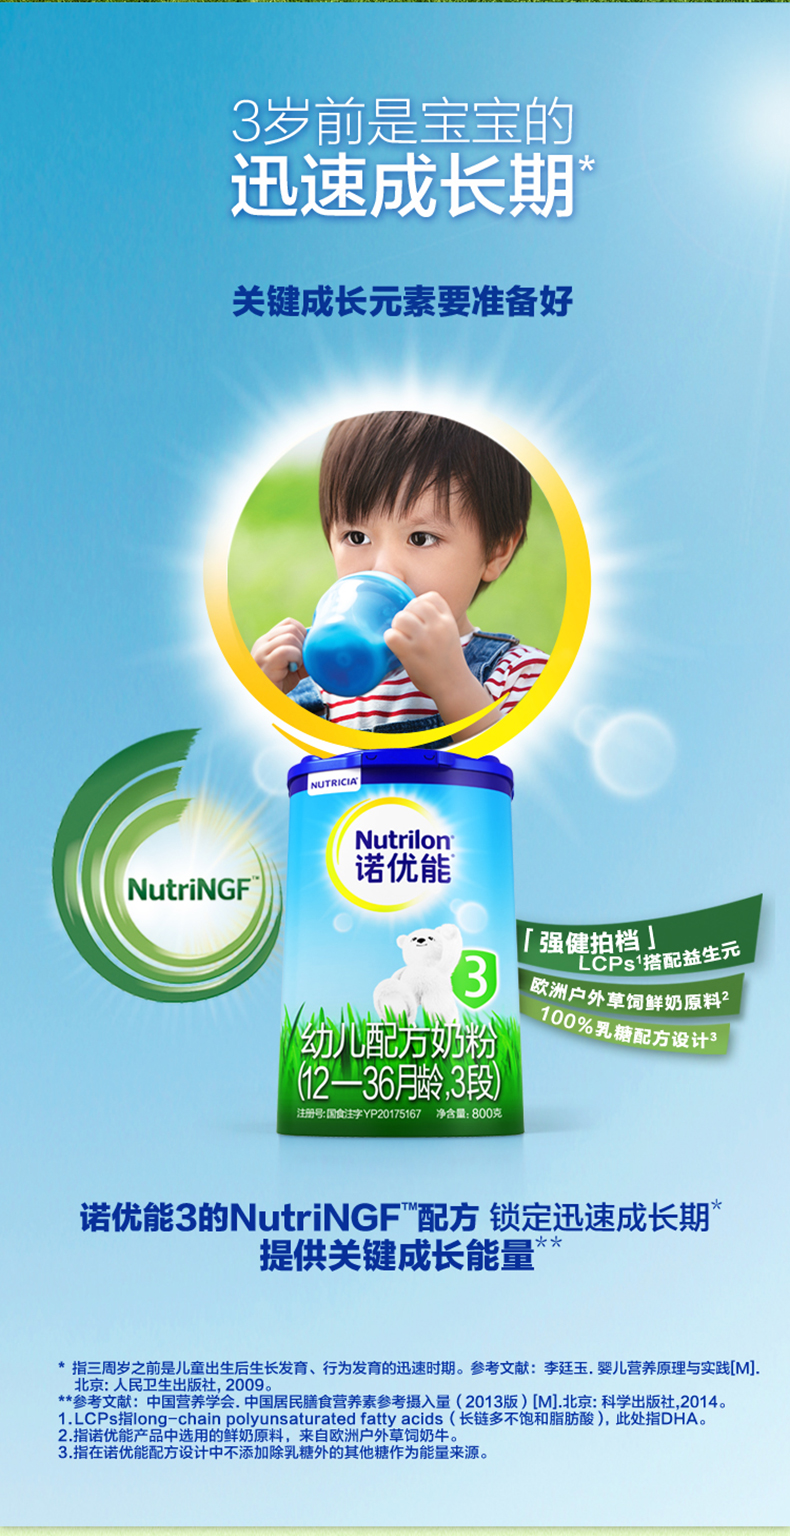 3岁前是宝宝的
迅速成长期*
关键成长元素要准备好
NUTRICIA
Nutrilon®
诺优能®
NutriNGF™
3
「强健拍档」
LCPs¹搭配益生元
欧洲户外草饲鲜奶原料²
100%乳糖配方设计³
幼儿配方奶粉
(12—36月龄,3段)
注册号:国食注字YP20175167 净含量:800克
诺优能3的NutriNGF™配方 锁定迅速成长期*
提供关键成长能量**
* 指三周岁之前是儿童出生后生长发育、行为发育的迅速时期。参考文献：李廷玉. 婴儿营养原理与实践[M].
北京: 人民卫生出版社, 2009。
**参考文献：中国营养学会. 中国居民膳食营养素参考摄入量（2013版）[M].北京: 科学出版社,2014。
1.LCPs指long-chain polyunsaturated fatty acids（长链多不饱和脂肪酸），此处指DHA。
2.指诺优能产品中选用的鲜奶原料，来自欧洲户外草饲奶牛。
3.指在诺优能配方设计中不添加除乳糖外的其他糖作为能量来源。